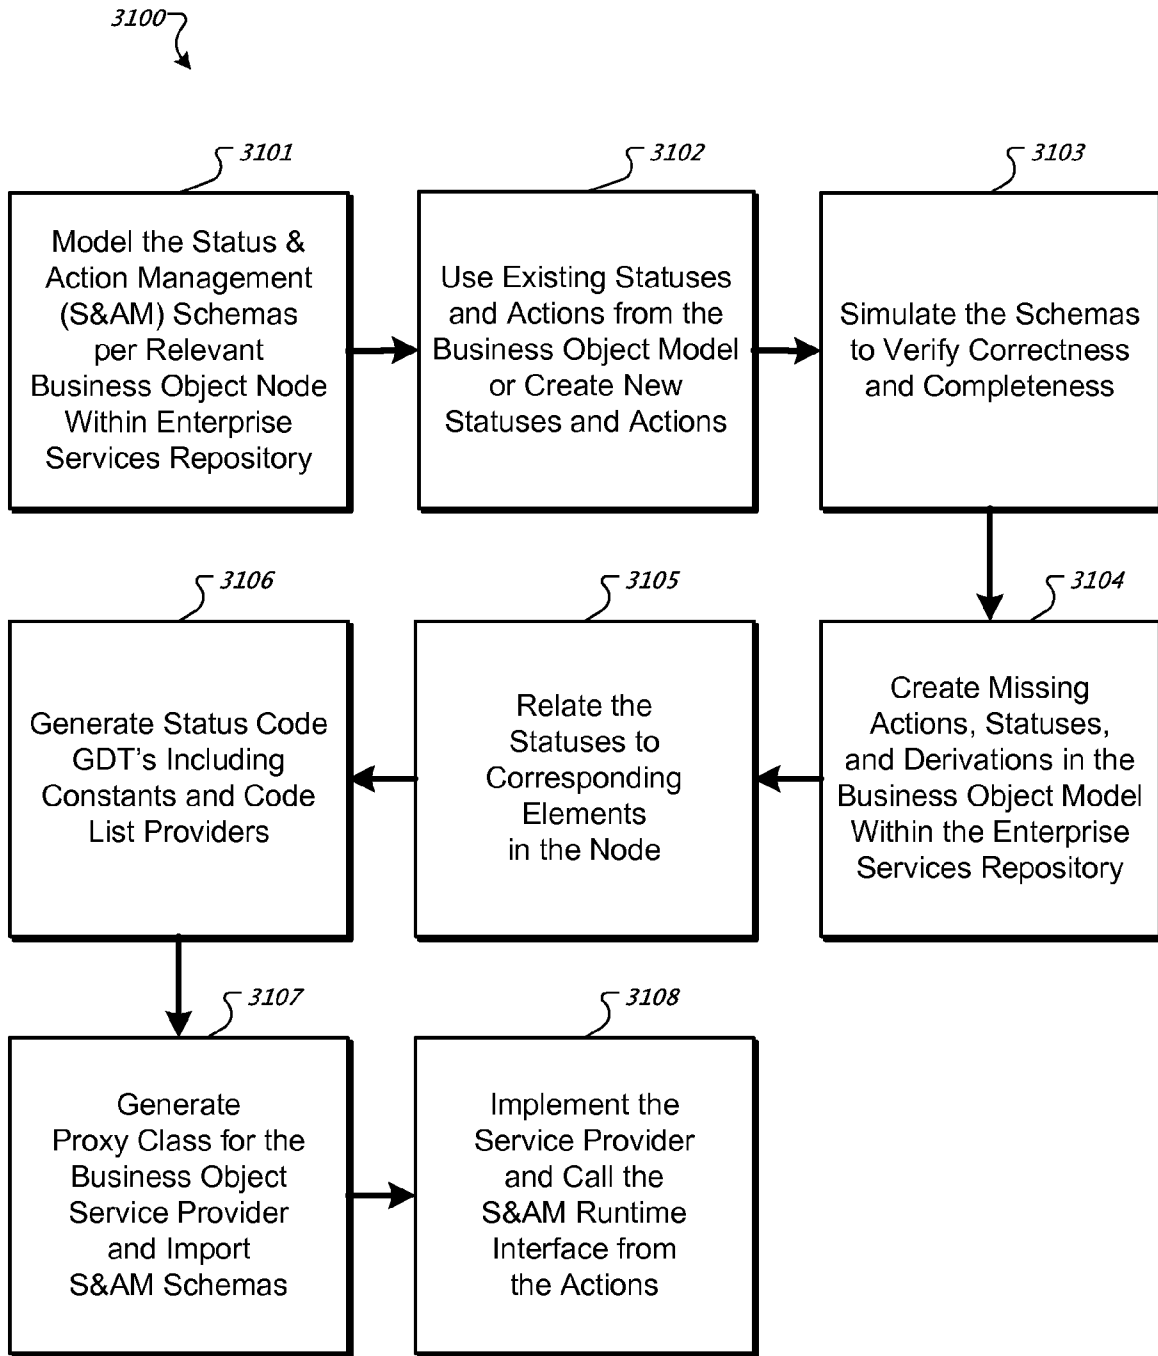 3100
3101
Model the Status &
Action Management
(S&AM) Schemas
per Relevant
Business Object Node
Within Enterprise
Services Repository
3102
Use Existing Statuses
and Actions from the
Business Object Model
or Create New
Statuses and Actions
3103
Simulate the Schemas
to Verify Correctness
and Completeness
3104
Create Missing
Actions, Statuses,
and Derivations in the
Business Object Model
Within the Enterprise
Services Repository
3105
Relate the
Statuses to
Corresponding
Elements
in the Node
3106
Generate Status Code
GDT's Including
Constants and Code
List Providers
3107
Generate
Proxy Class for the
Business Object
Service Provider
and Import
S&AM Schemas
3108
Implement the
Service Provider
and Call the
S&AM Runtime
Interface from
the Actions